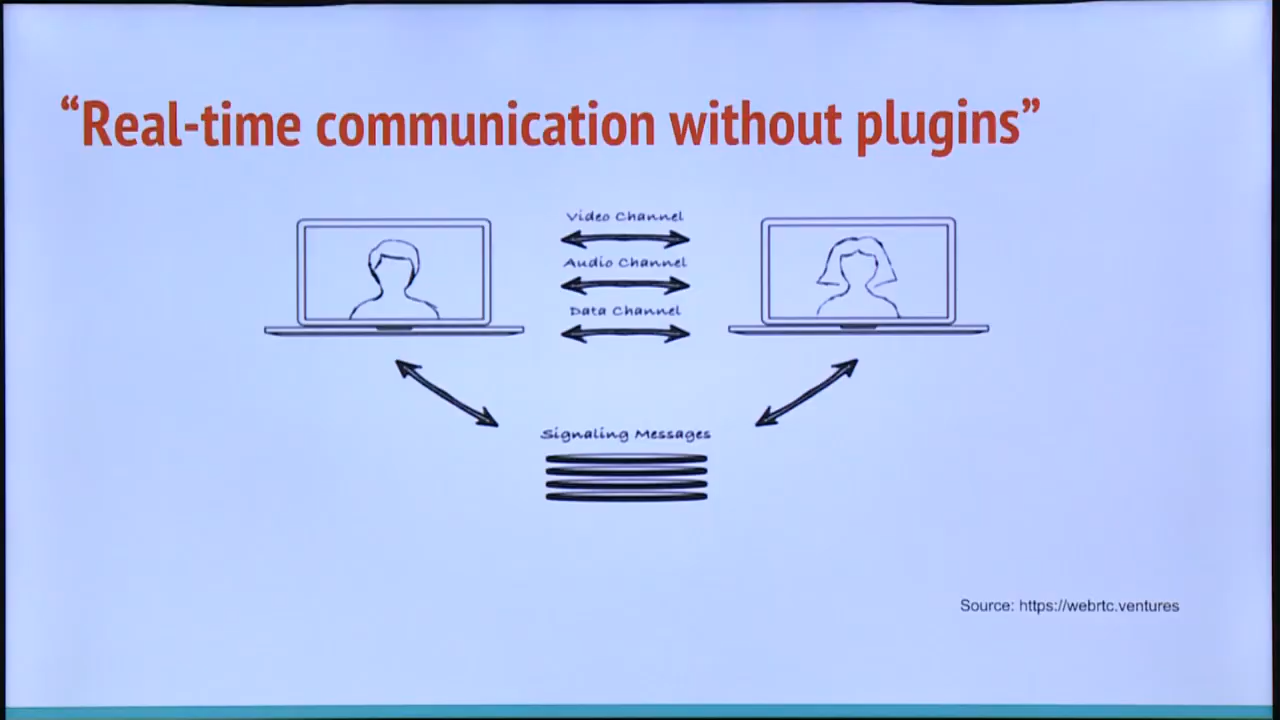 “Real-time communication without plugins”
Video Channel
Audio Channel
Data Channel
Signaling Messages
Source: https://webrtc.ventures